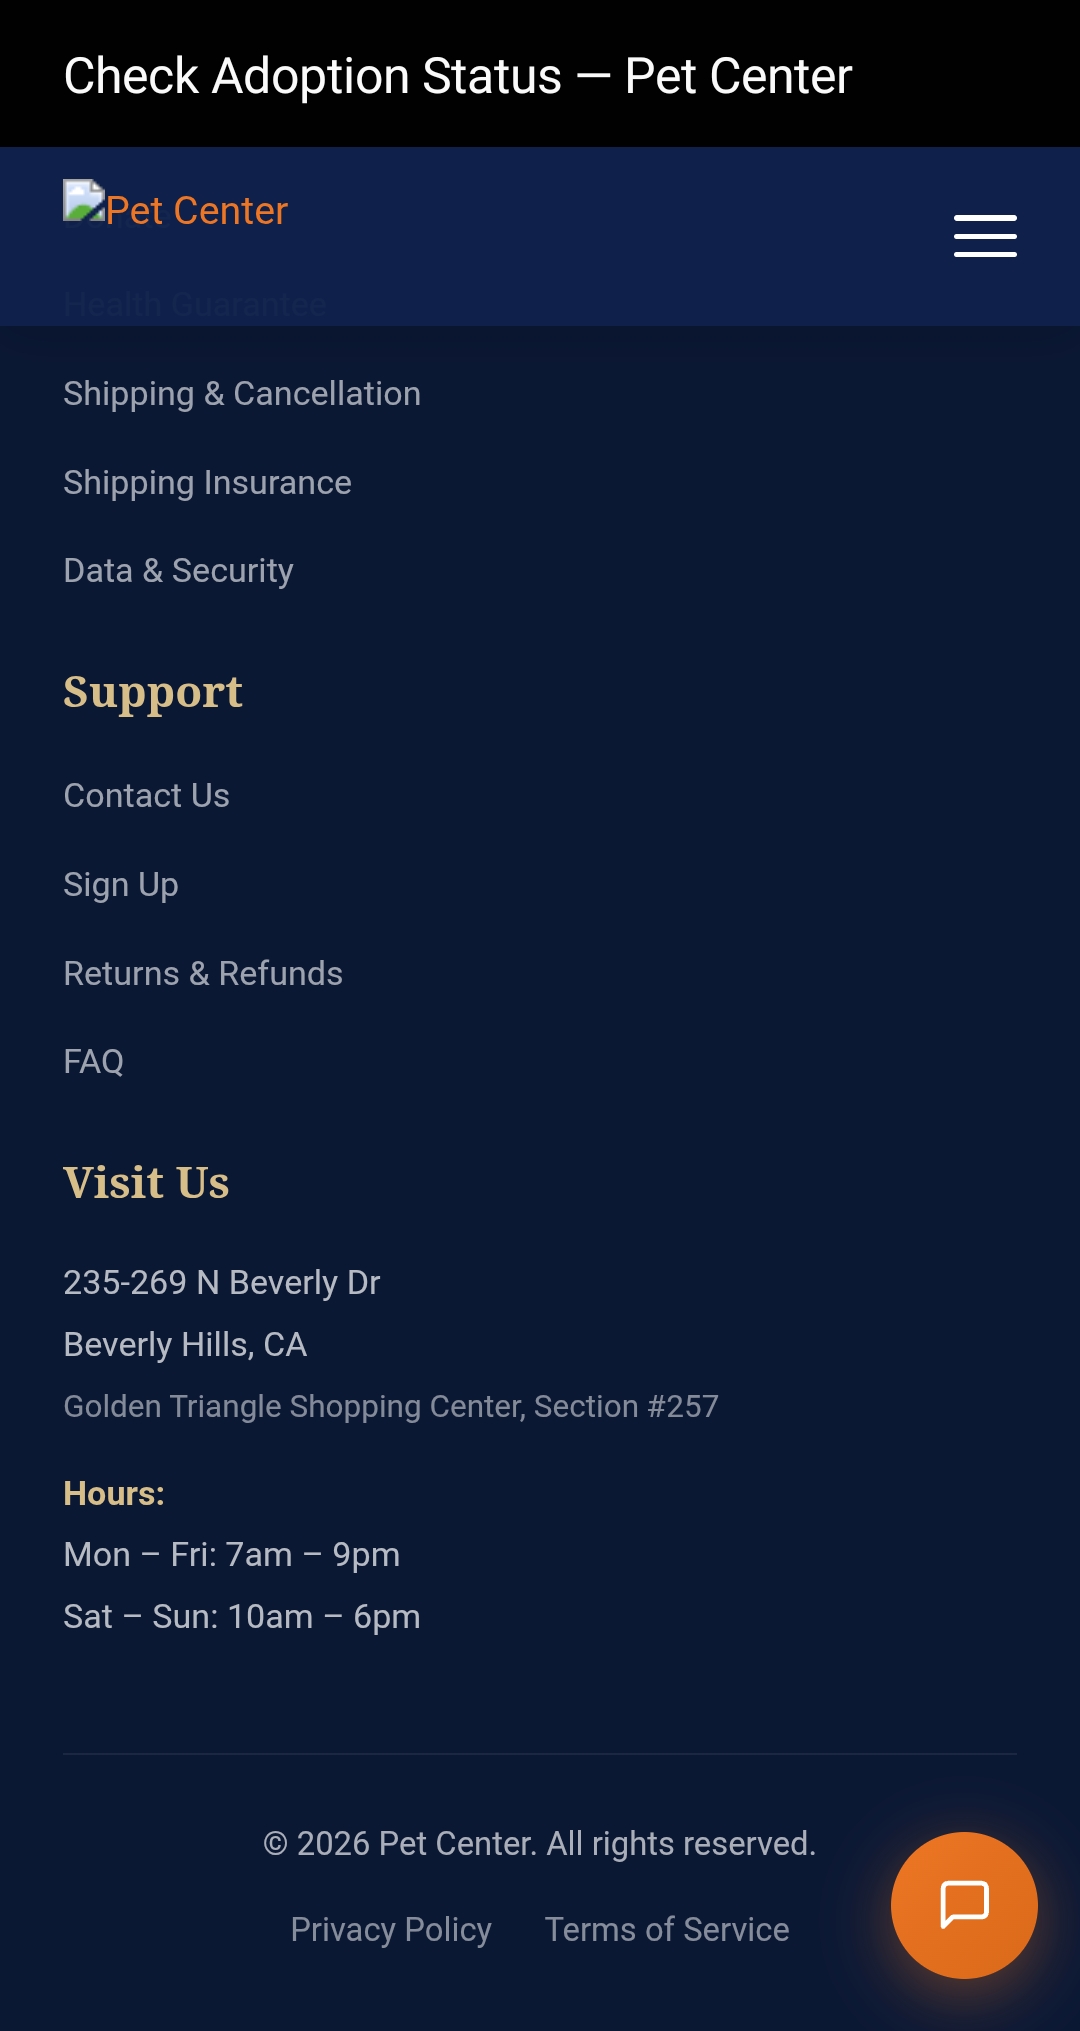 Check Adoption Status — Pet Center
Pet Center
Health Guarantee
Shipping & Cancellation
Shipping Insurance
Data & Security
Support
Contact Us
Sign Up
Returns & Refunds
FAQ
Visit Us
235-269 N Beverly Dr
Beverly Hills, CA
Golden Triangle Shopping Center, Section #257
Hours:
Mon – Fri: 7am – 9pm
Sat – Sun: 10am – 6pm
© 2026 Pet Center. All rights reserved.
Privacy Policy Terms of Service